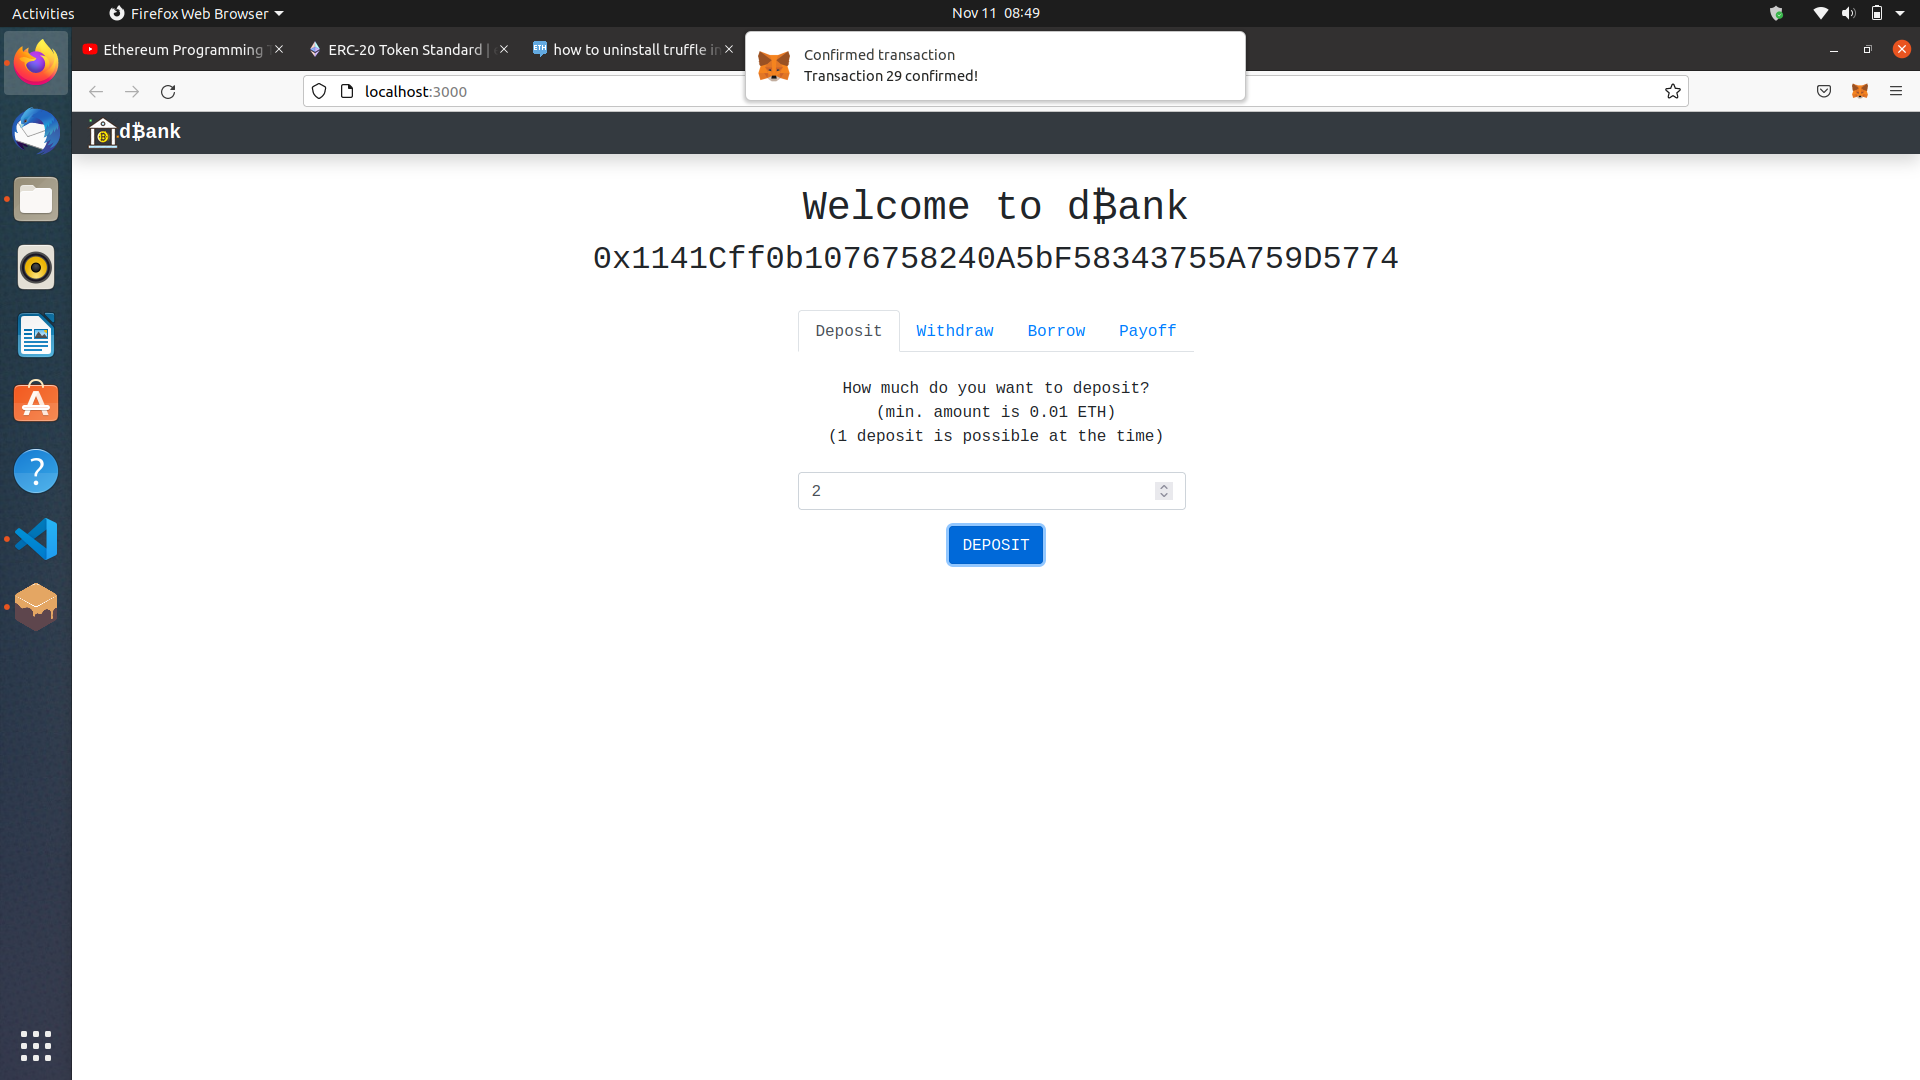 Activities
Firefox Web Browser
Nov 11 08:49
Ethereum Programming
ERC-20 Token Standard |
how to uninstall truffle in
Confirmed transaction
Transaction 29 confirmed!
localhost:3000
d₿ank
Welcome to d₿ank
0x1141Cff0b1076758240A5bF58343755A759D5774
Deposit
Withdraw
Borrow
Payoff
How much do you want to deposit?
(min. amount is 0.01 ETH)
(1 deposit is possible at the time)
2
DEPOSIT